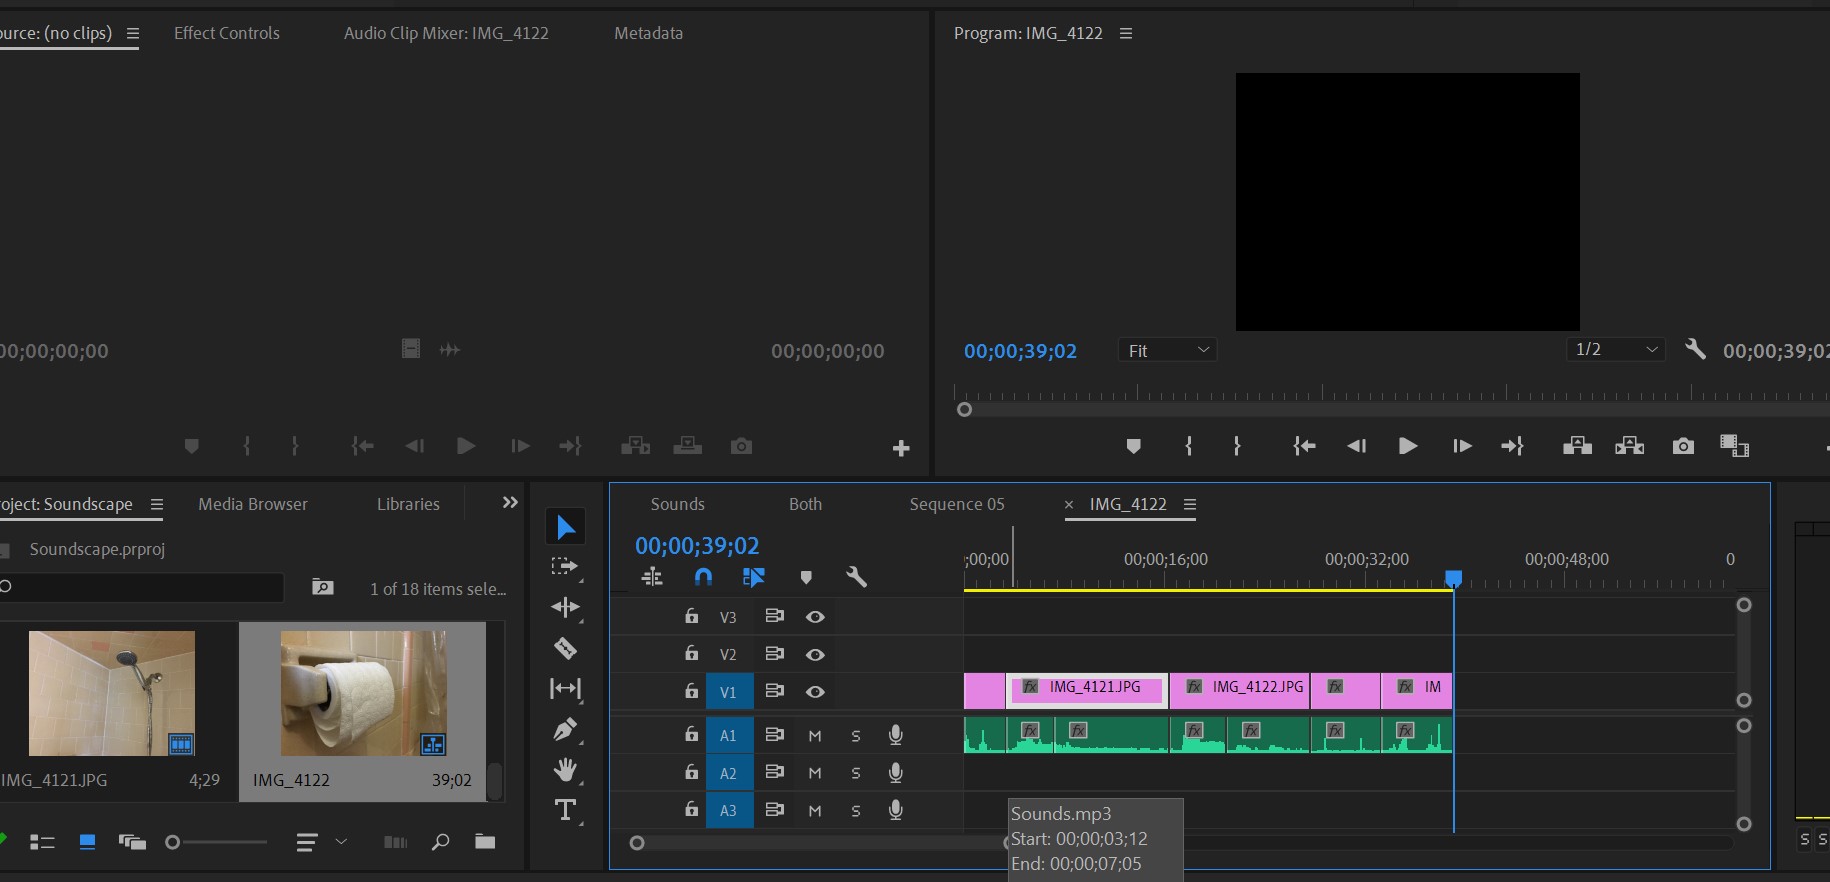 ource: (no clips)
Effect Controls
Audio Clip Mixer: IMG_4122
Metadata
Program: IMG_4122
00;00;00;00
00;00;00;00
00;00;39;02
Fit
1/2
00;00;39;02
oject: Soundscape
Media Browser
Libraries
Soundscape.prproj
1 of 18 items sele...
IMG_4121.JPG
4;29
IMG_4122
39;02
Sounds
Both
Sequence 05
× IMG_4122
00;00;39;02
;00;00
00;00;16;00
00;00;32;00
00;00;48;00
0
V3
V2
V1
fx IMG_4121.JPG
fx IMG_4122.JPG
fx
fx IM
A1 M S
fx
fx
fx
fx
fx
fx
A2 M S
A3 M S
T
Sounds.mp3
Start: 00;00;03;12
End: 00;00;07;05
S S